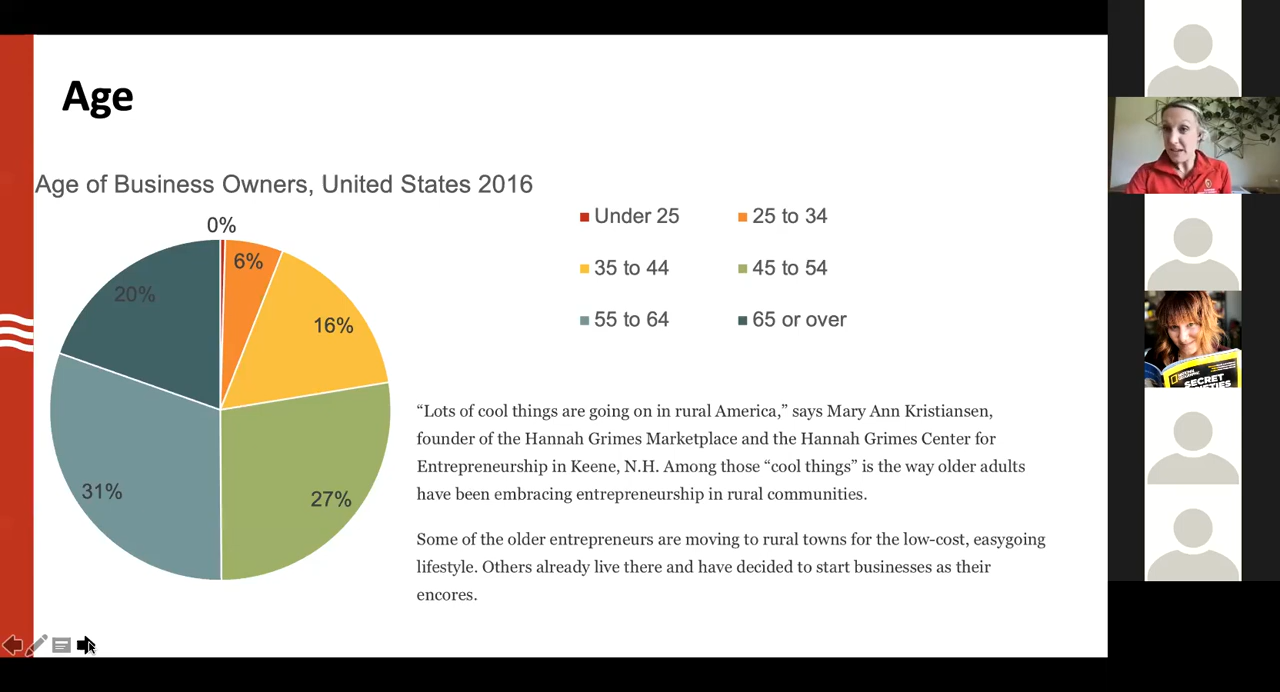 Age
Age of Business Owners, United States 2016
0%
6%
16%
27%
31%
20%
Under 25
25 to 34
35 to 44
45 to 54
55 to 64
65 or over
“Lots of cool things are going on in rural America,” says Mary Ann Kristiansen,
founder of the Hannah Grimes Marketplace and the Hannah Grimes Center for
Entrepreneurship in Keene, N.H. Among those “cool things” is the way older adults
have been embracing entrepreneurship in rural communities.
Some of the older entrepreneurs are moving to rural towns for the low-cost, easygoing
lifestyle. Others already live there and have decided to start businesses as their
encores.
SECRET